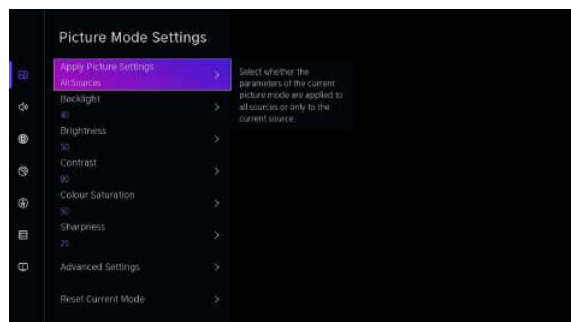 Picture Mode Settings
Apply Picture Settings
All Sources
Select whether the
parameters of the current
picture mode are applied to
all sources or only to the
current source.
Backlight
40
Brightness
50
Contrast
90
Colour Saturation
50
Sharpness
25
Advanced Settings
Reset Current Mode